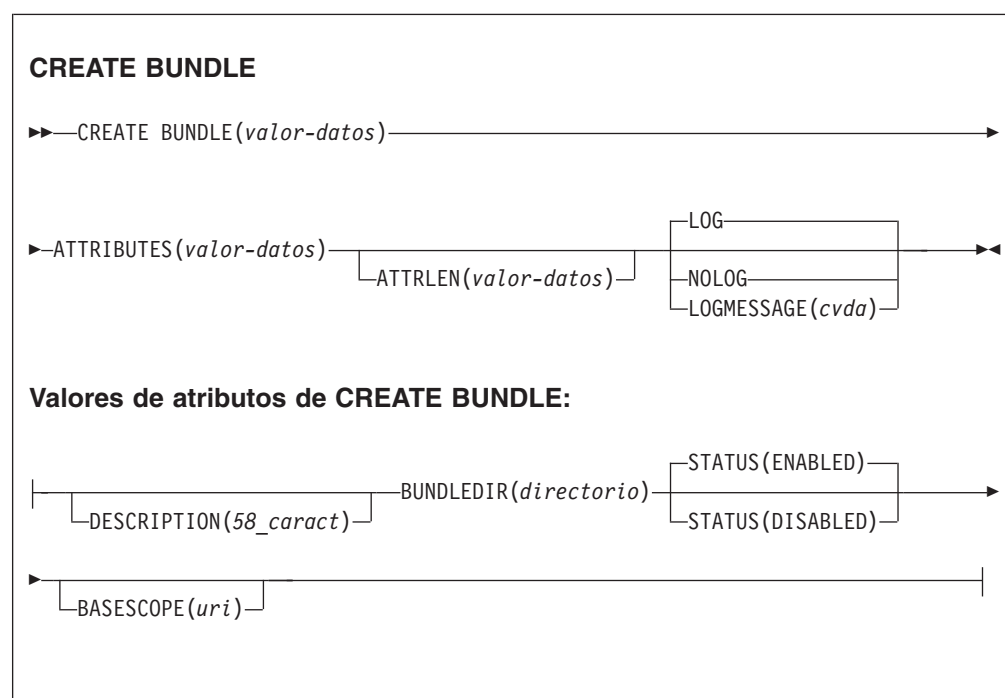 CREATE BUNDLE
CREATE BUNDLE(valor-datos)
LOG
ATTRIBUTES(valor-datos)
ATTRLEN(valor-datos)
NOLOG
LOGMESSAGE(cvda)
Valores de atributos de CREATE BUNDLE:
STATUS(ENABLED)
BUNDLEDIR(directorio)
DESCRIPTION(58_caract)
STATUS(DISABLED)
BASESCOPE(uri)